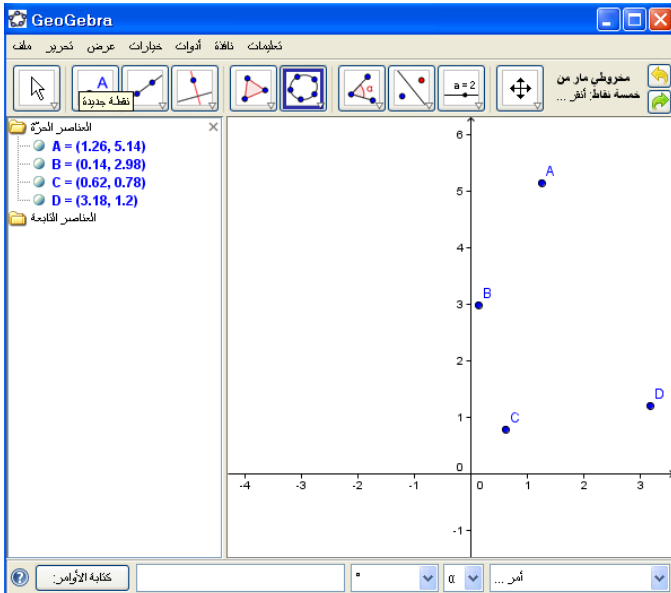 GeoGebra
ملف تحرير عرض خيارات أدوات نافذة تعليمات
A
α
a = 2
مخروطي مار من
خمسة نقاط: أنقر ...
نقطة جديدة
العناصر الحرّة
A = (1.26, 5.14)
B = (0.14, 2.98)
C = (0.62, 0.78)
D = (3.18, 1.2)
العناصر التابعة
6
A
5
4
B
3
2
D
C
1
0
-4 -3 -2 -1 0 1 2 3
-1
كتابة الأوامر:
°
α
أمر ...